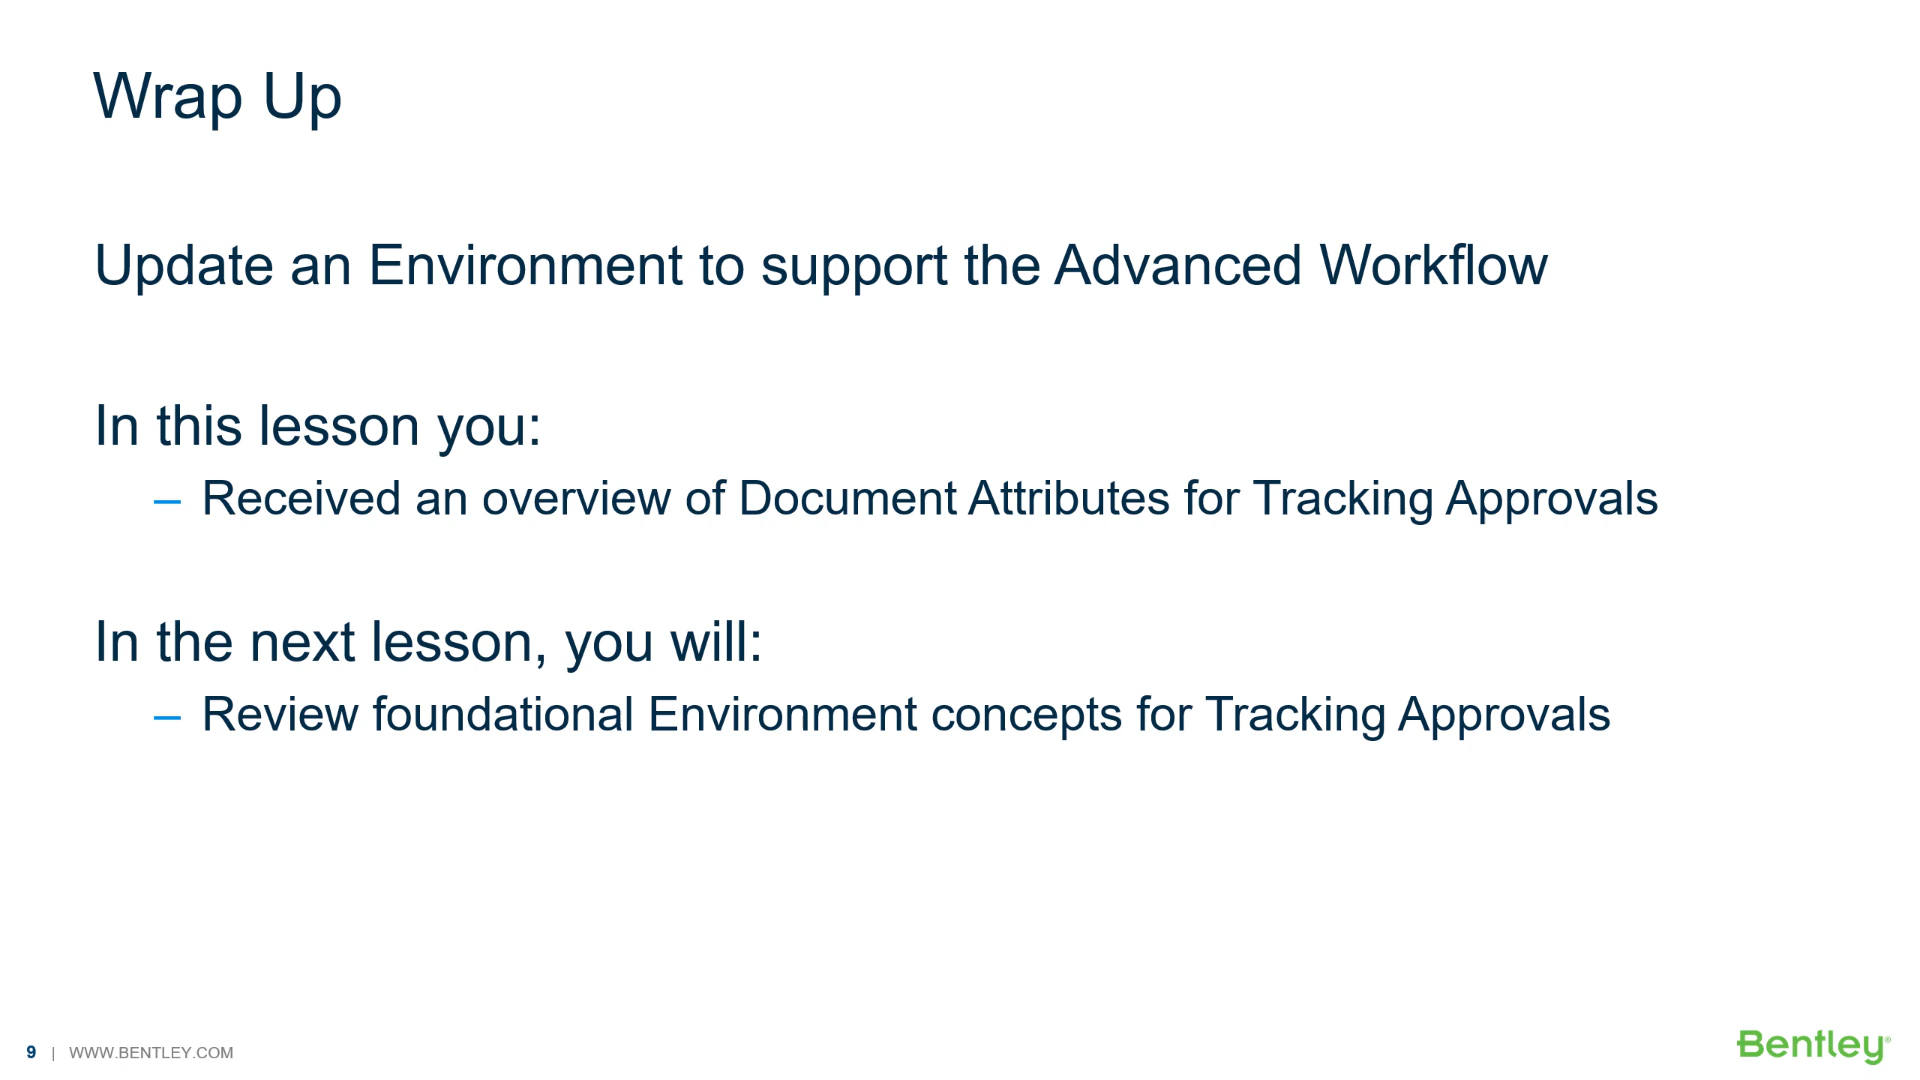 Wrap Up
Update an Environment to support the Advanced Workflow
In this lesson you:
– Received an overview of Document Attributes for Tracking Approvals
In the next lesson, you will:
– Review foundational Environment concepts for Tracking Approvals
9 | WWW.BENTLEY.COM
Bentley®